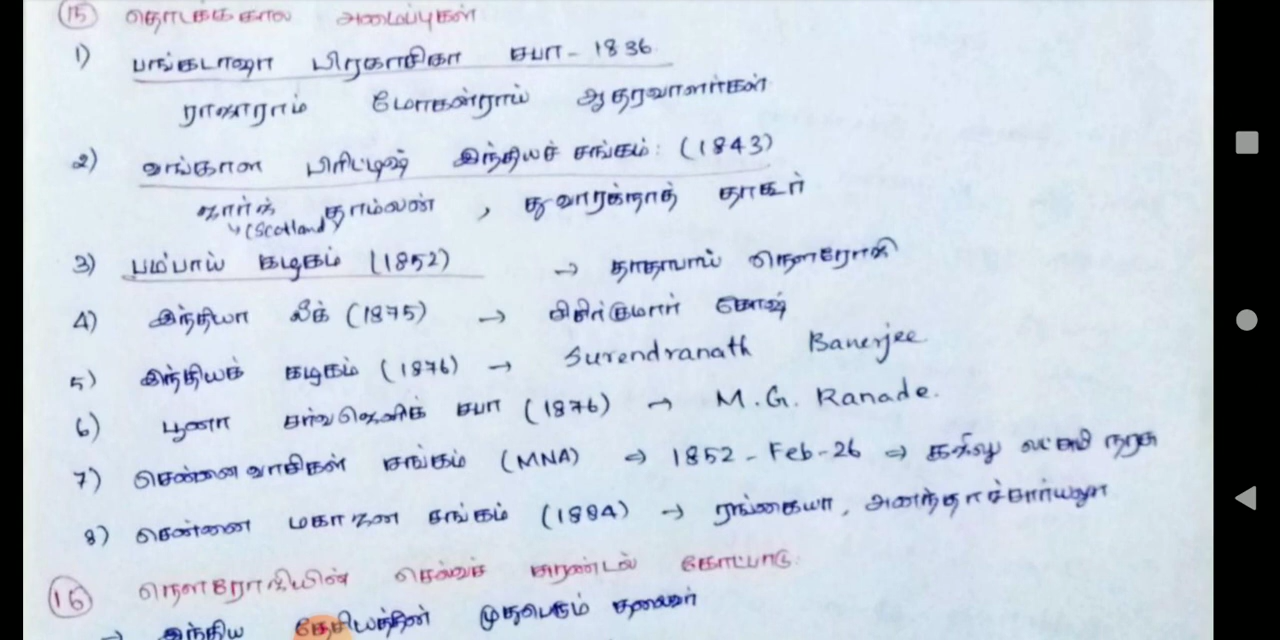 15 தொடக்ககால அமைப்புகள்
1) பங்கடாஷா பிரகாசிகா சபா - 1836
ராஜாராம் மோகன்ராய் ஆதரவாளர்கள்
2) வங்காள பிரிட்டிஷ் இந்தியச் சங்கம்: (1843)
தாம்ஸன் , துவாரக்நாத் தாகூர்
(Scotland)
3) பம்பாய் கழகம் (1852) → தாதாபாய் நௌரோஜி
4) இந்தியா லீக் (1875) → சிசிர்குமார் கோஷ்
5) இந்தியக் கழகம் (1876) → Surendranath Banerjee
6) பூனா சர்வஜெனிக் சபா (1876) → M.G. Ranade.
7) சென்னை வாசிகள் சங்கம் (MNA) ⇒ 1852 - Feb - 26 ⇒ கஜுலு லட்சுமி நரசு
8) சென்னை மகாஜன சங்கம் (1884) → ரங்கையா, அனந்தாச்சார்யலு
16 நௌரோஜியின் செல்வச் சுரண்டல் கோட்பாடு
→ இந்திய தேசியத்தின் முதுபெரும் தலைவர்